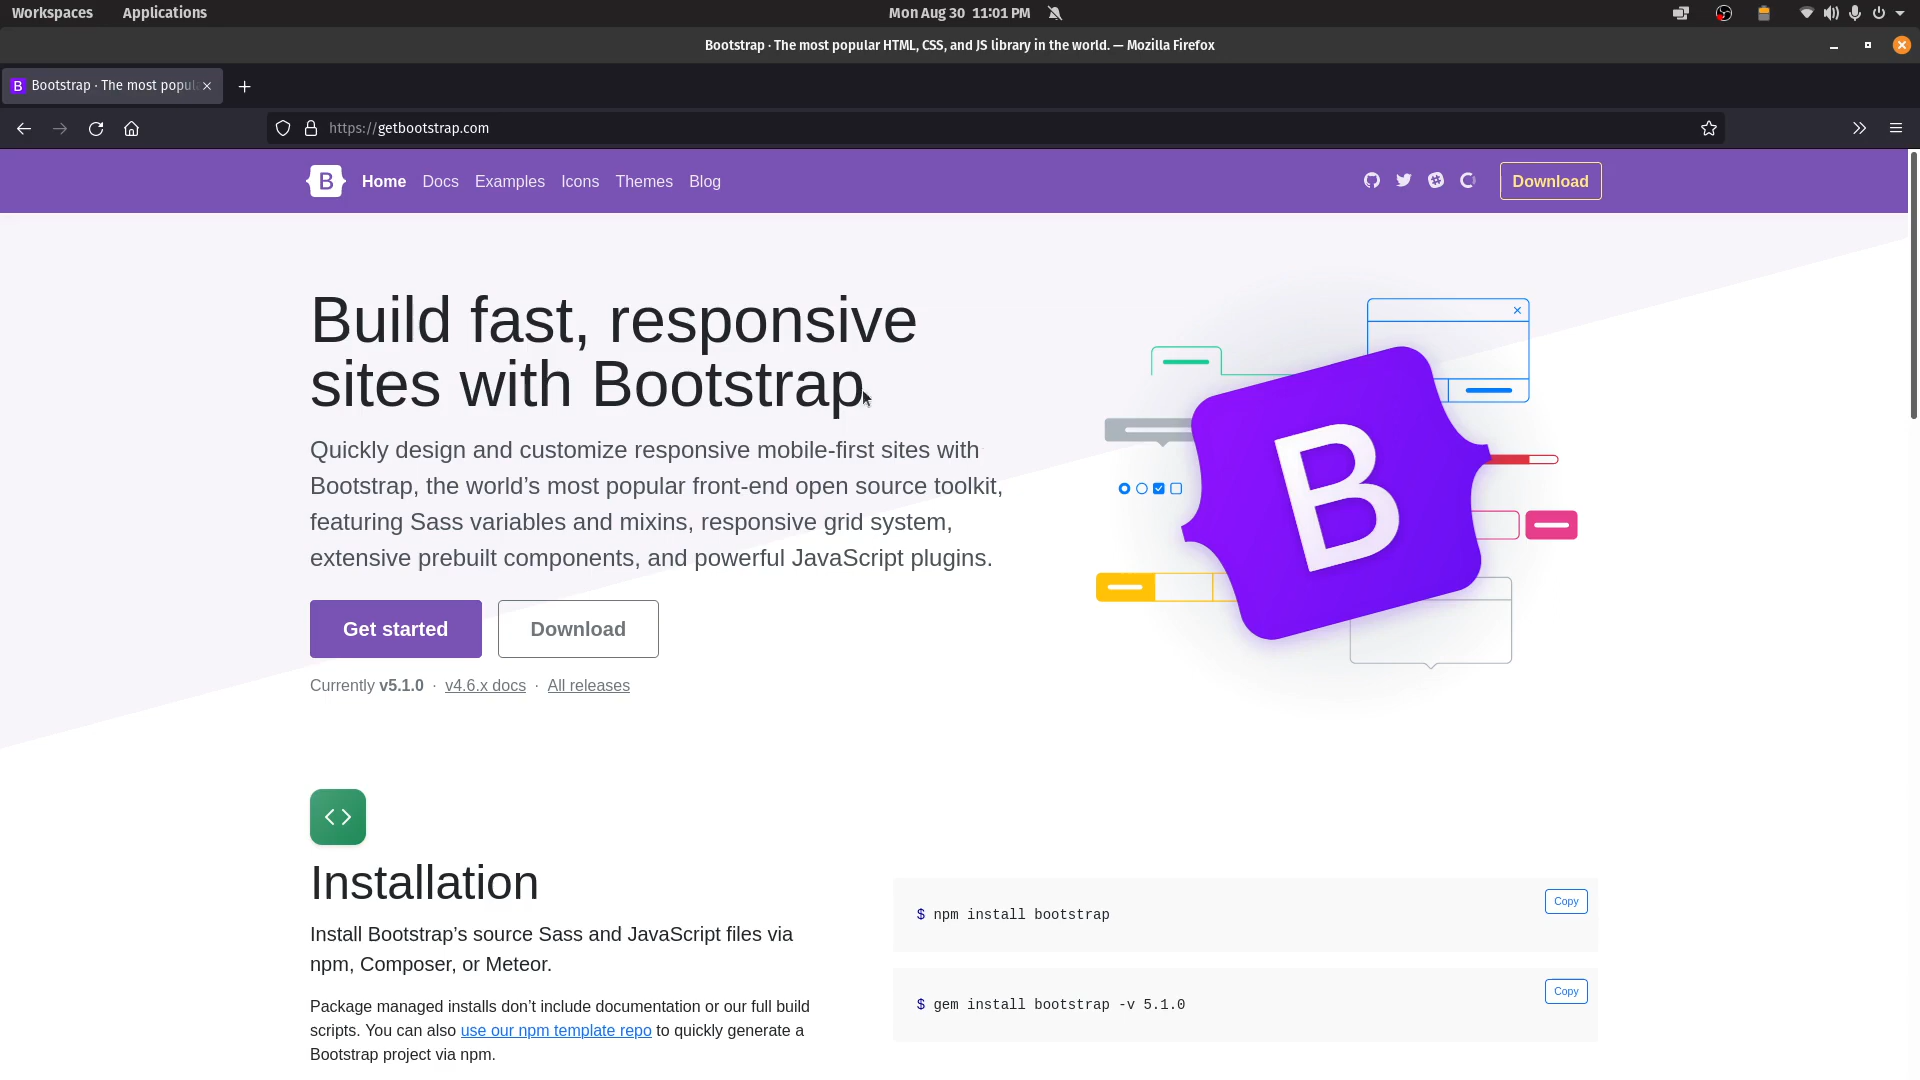 Workspaces Applications Mon Aug 30 11:01 PM
Bootstrap · The most popular HTML, CSS, and JS library in the world. — Mozilla Firefox
B Bootstrap · The most popul
https://getbootstrap.com
B Home Docs Examples Icons Themes Blog Download
Build fast, responsive
sites with Bootstrap
Quickly design and customize responsive mobile-first sites with
Bootstrap, the world’s most popular front-end open source toolkit,
featuring Sass variables and mixins, responsive grid system,
extensive prebuilt components, and powerful JavaScript plugins.
Get started Download
Currently v5.1.0 · v4.6.x docs · All releases
B
Installation
Install Bootstrap’s source Sass and JavaScript files via
npm, Composer, or Meteor.
Package managed installs don’t include documentation or our full build
scripts. You can also use our npm template repo to quickly generate a
Bootstrap project via npm.
Copy
$ npm install bootstrap
Copy
$ gem install bootstrap -v 5.1.0